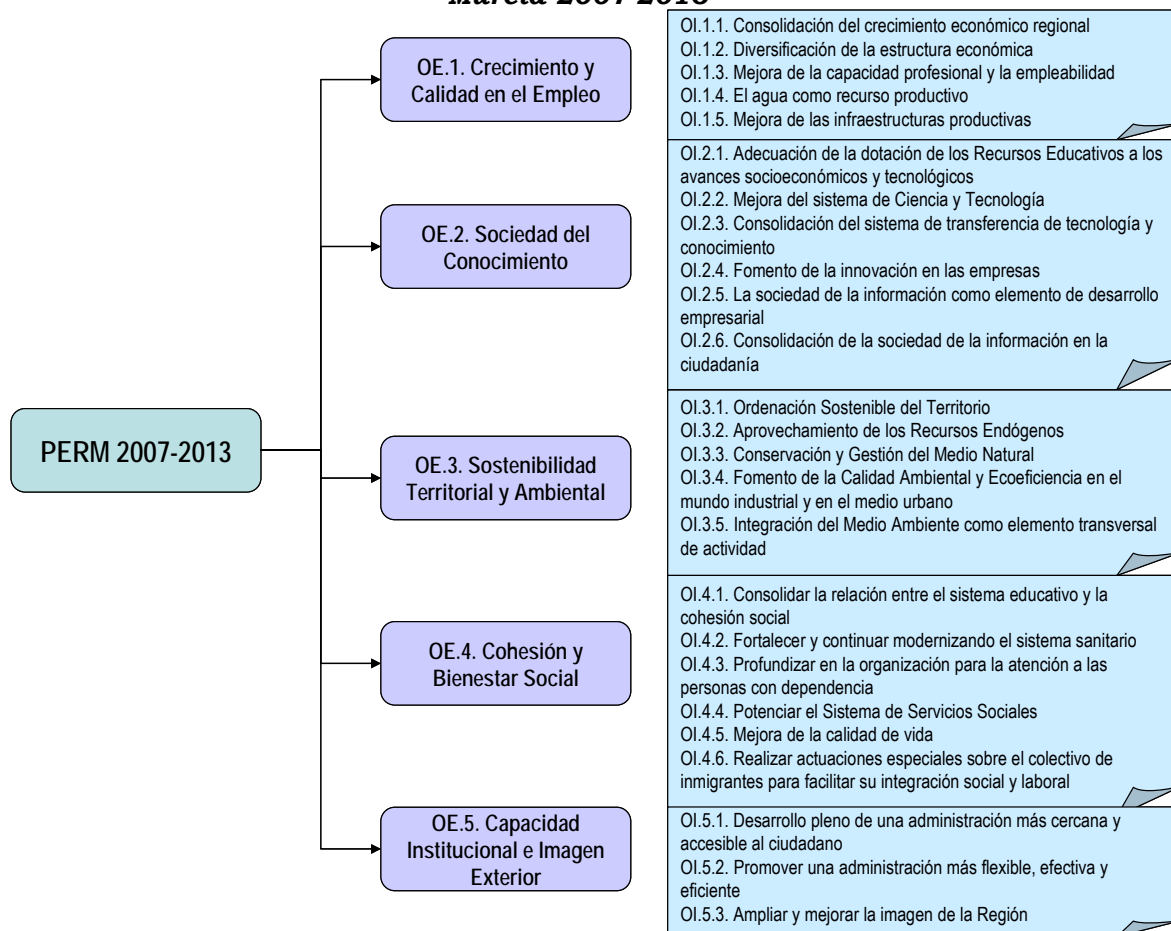 Murcia 2007-2013
PERM 2007-2013
OE.1. Crecimiento y
Calidad en el Empleo
OI.1.1. Consolidación del crecimiento económico regional
OI.1.2. Diversificación de la estructura económica
OI.1.3. Mejora de la capacidad profesional y la empleabilidad
OI.1.4. El agua como recurso productivo
OI.1.5. Mejora de las infraestructuras productivas
OE.2. Sociedad del
Conocimiento
OI.2.1. Adecuación de la dotación de los Recursos Educativos a los
avances socioeconómicos y tecnológicos
OI.2.2. Mejora del sistema de Ciencia y Tecnología
OI.2.3. Consolidación del sistema de transferencia de tecnología y
conocimiento
OI.2.4. Fomento de la innovación en las empresas
OI.2.5. La sociedad de la información como elemento de desarrollo
empresarial
OI.2.6. Consolidación de la sociedad de la información en la
ciudadanía
OE.3. Sostenibilidad
Territorial y Ambiental
OI.3.1. Ordenación Sostenible del Territorio
OI.3.2. Aprovechamiento de los Recursos Endógenos
OI.3.3. Conservación y Gestión del Medio Natural
OI.3.4. Fomento de la Calidad Ambiental y Ecoeficiencia en el
mundo industrial y en el medio urbano
OI.3.5. Integración del Medio Ambiente como elemento transversal
de actividad
OE.4. Cohesión y
Bienestar Social
OI.4.1. Consolidar la relación entre el sistema educativo y la
cohesión social
OI.4.2. Fortalecer y continuar modernizando el sistema sanitario
OI.4.3. Profundizar en la organización para la atención a las
personas con dependencia
OI.4.4. Potenciar el Sistema de Servicios Sociales
OI.4.5. Mejora de la calidad de vida
OI.4.6. Realizar actuaciones especiales sobre el colectivo de
inmigrantes para facilitar su integración social y laboral
OE.5. Capacidad
Institucional e Imagen
Exterior
OI.5.1. Desarrollo pleno de una administración más cercana y
accesible al ciudadano
OI.5.2. Promover una administración más flexible, efectiva y
eficiente
OI.5.3. Ampliar y mejorar la imagen de la Región